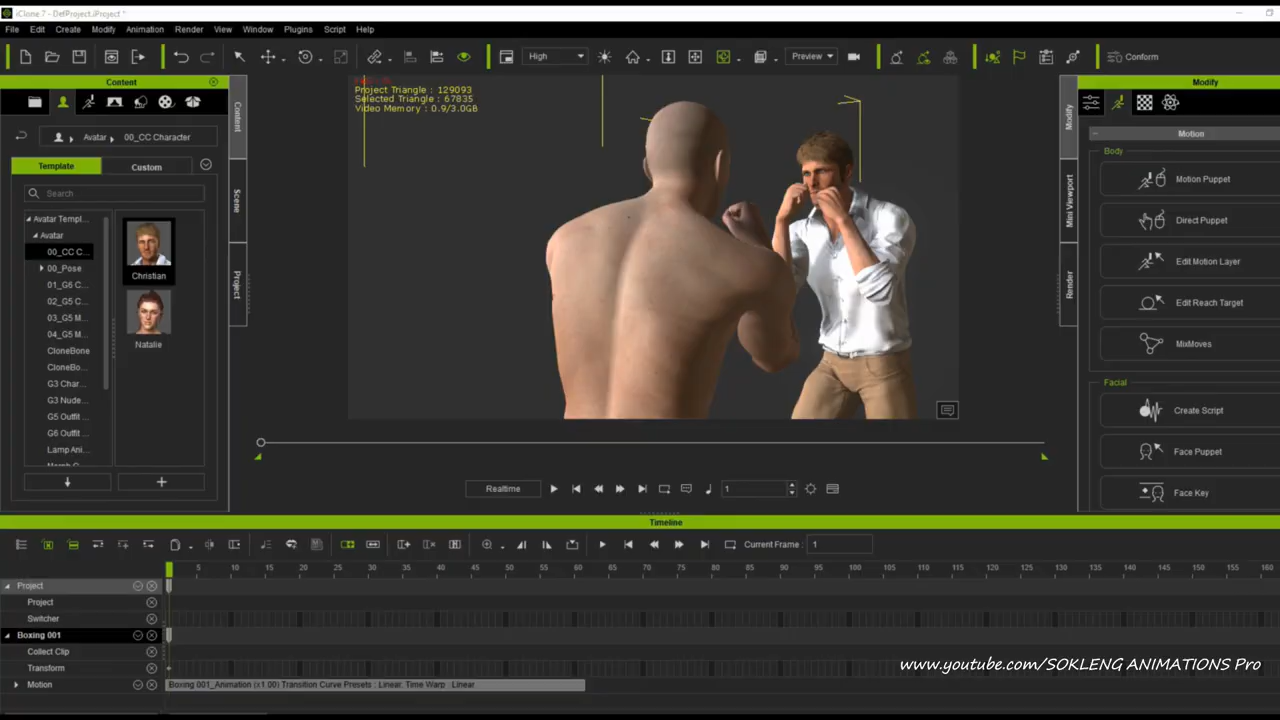 iClone 7 - DefProject.iProject *
File Edit Create Modify Animation Render View Window Plugins Script Help
High
Preview
Conform
Content
Avatar 00_CC Character
Template Custom
Search
Avatar Templ...
Avatar
00_CC C...
00_Pose
01_G6 C...
02_G5 C...
03_G5 M...
04_G5 M...
CloneBone
CloneBo...
G3 Char...
G3 Nude...
G5 Outfit ...
G6 Outfit ...
Lamp Ani...
Christian
Natalie
Content
Scene
Project
Project Triangle : 129093
Selected Triangle : 67835
Video Memory : 0.9/3.0GB
Modify
Mini Viewport
Render
Modify
Motion
Body
Motion Puppet
Direct Puppet
Edit Motion Layer
Edit Reach Target
MixMoves
Facial
Create Script
Face Puppet
Face Key
Realtime
1
Timeline
Current Frame : 1
5 10 15 20 25 30 35 40 45 50 55 60 65 70 75 80 85 90 95 100 105 110 115 120 125 130 135 140 145 150 155 160
Project
Project
Switcher
Boxing 001
Collect Clip
Transform
Motion
Boxing 001_Animation (x1.00) Transition Curve Presets : Linear, Time Warp : Linear
www.youtube.com/SOKLENG ANIMATIONS Pro